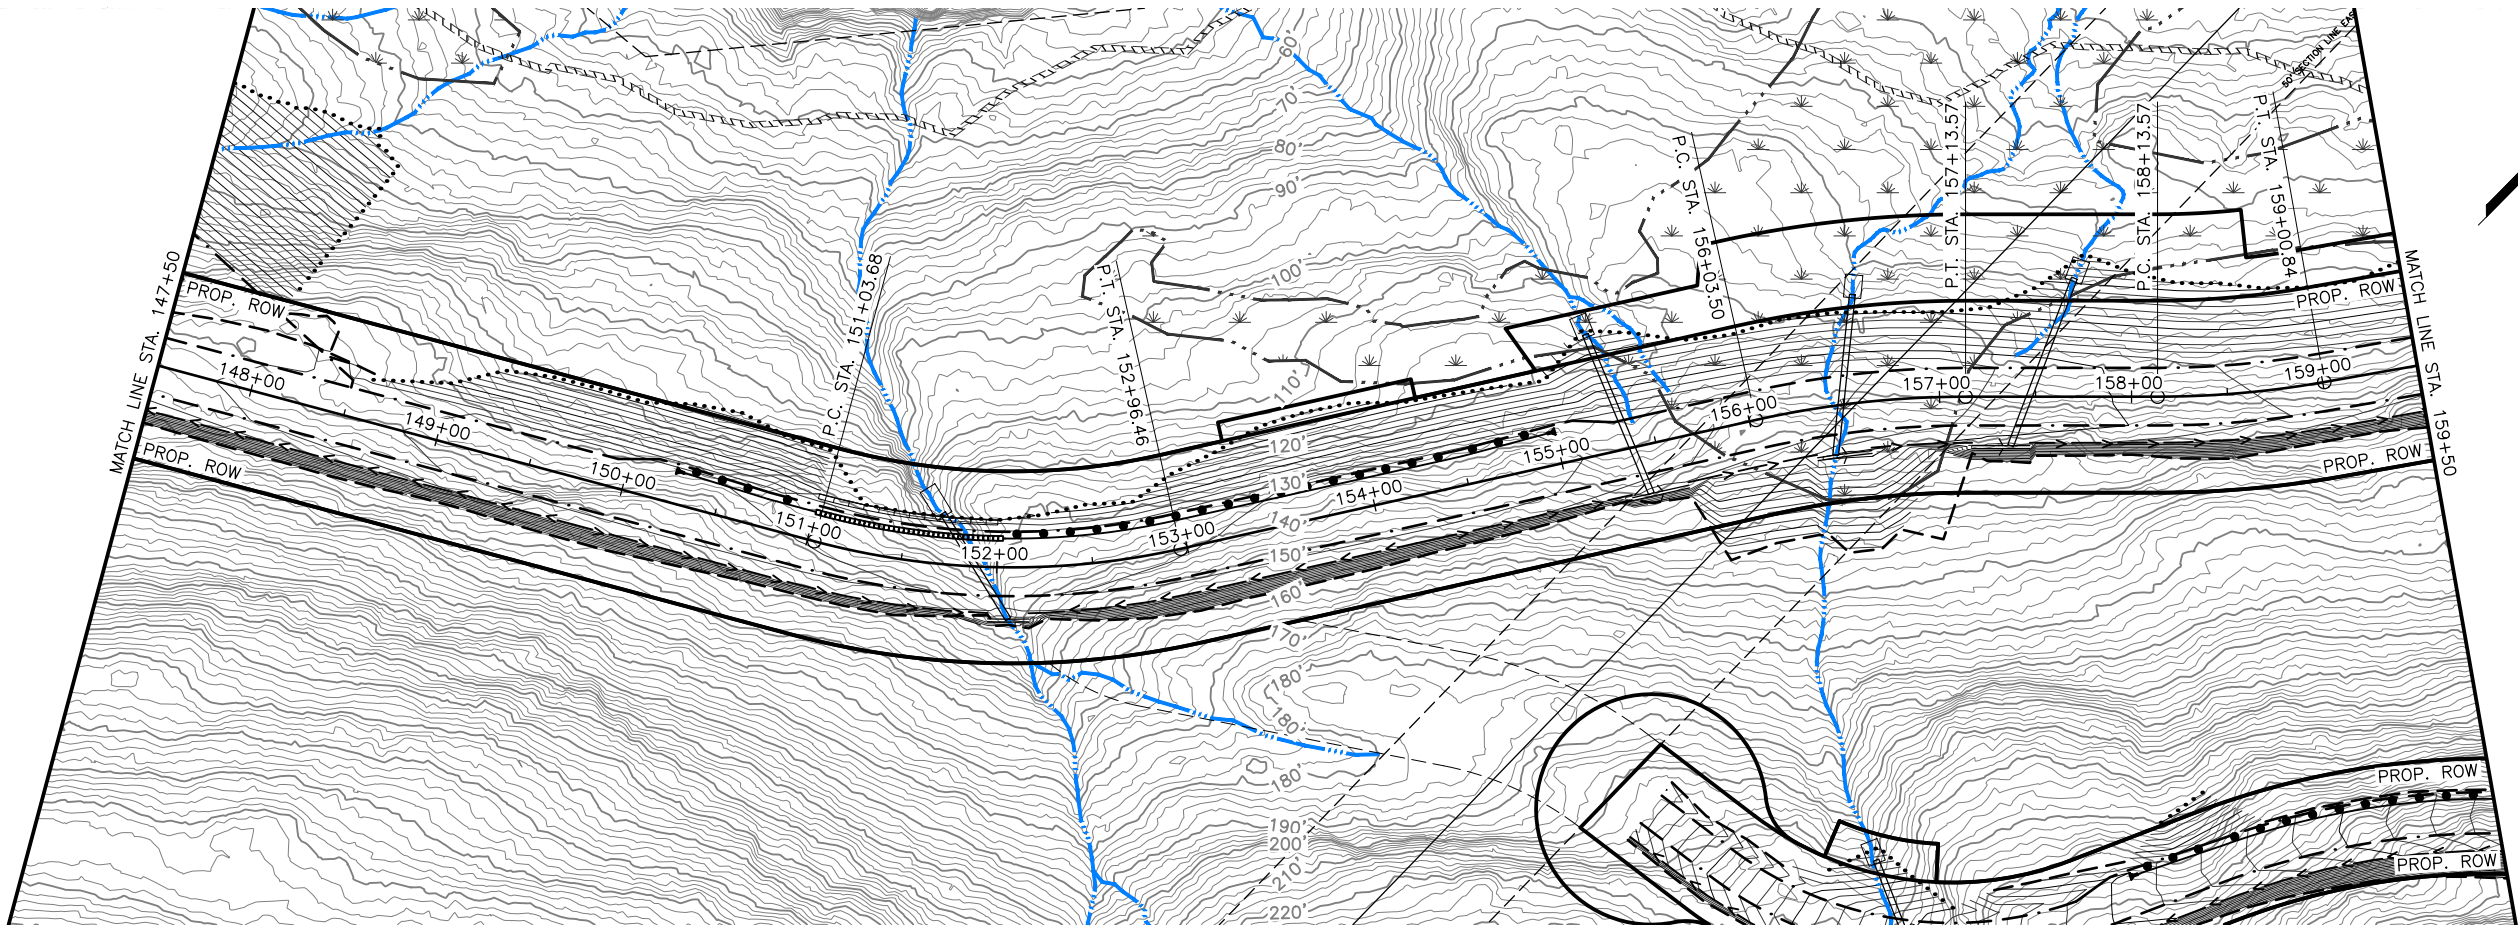 60'
70'
80'
90'
100'
110'
120'
130'
140'
150'
160'
170'
180'
180'
180'
190'
200'
210'
220'
50' SECTION LINE
MATCH LINE STA. 147+50
PROP. ROW
PROP. ROW
148+00
149+00
150+00
151+00
152+00
153+00
154+00
155+00
156+00
157+00
158+00
159+00
P.C. STA. 151+03.68
P.T. STA. 152+96.46
P.C. STA. 156+03.50
P.T. STA. 157+13.57
P.C. STA. 158+13.57
P.T. STA. 159+00.84
PROP. ROW
PROP. ROW
MATCH LINE STA. 159+50
PROP. ROW
PROP. ROW